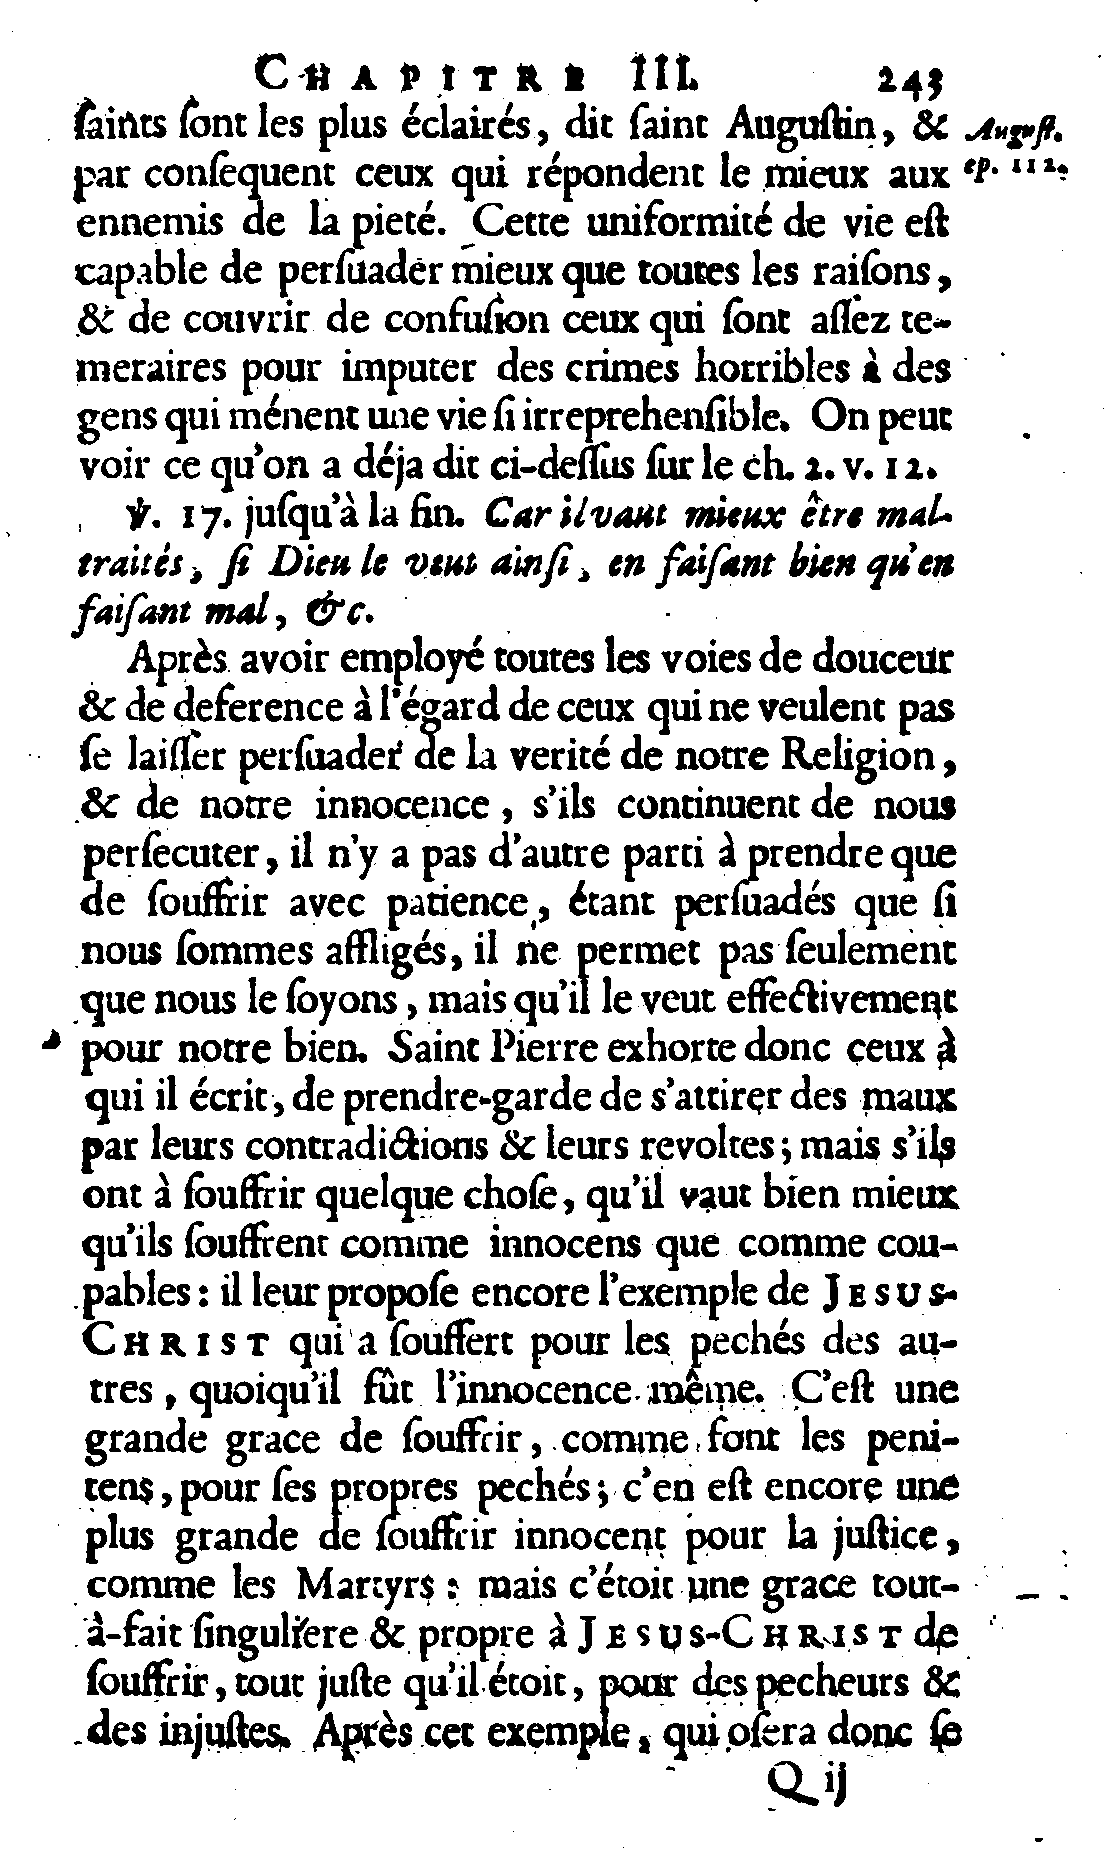 CHAPITRE III. 243
ſaints ſont les plus éclairés, dit ſaint Auguſtin, & Auguſt.
par conſequent ceux qui répondent le mieux aux ep. 112.
ennemis de la pieté. Cette uniformité de vie eſt
capable de perſuader mieux que toutes les raiſons,
& de couvrir de confuſion ceux qui ſont aſſez te-
meraires pour imputer des crimes horribles à des
gens qui ménent une vie ſi irreprehenſible. On peut
voir ce qu'on a déja dit ci-deſſus ſur le ch. 2. v. 12.
℣. 17. juſqu'à la fin. Car il vaut mieux être mal-
traités, ſi Dieu le veut ainſi, en faiſant bien qu'en
faiſant mal, &c.
Après avoir employé toutes les voies de douceur
& de deference à l'égard de ceux qui ne veulent pas
ſe laiſſer perſuader de la verité de notre Religion,
& de notre innocence, s'ils continuent de nous
perſecuter, il n'y a pas d'autre parti à prendre que
de ſouffrir avec patience, étant perſuadés que ſi
nous ſommes affligés, il ne permet pas ſeulement
que nous le ſoyons, mais qu'il le veut effectivement
pour notre bien. Saint Pierre exhorte donc ceux à
qui il écrit, de prendre-garde de s'attirer des maux
par leurs contradictions & leurs revoltes; mais s'ils
ont à ſouffrir quelque choſe, qu'il vaut bien mieux
qu'ils ſouffrent comme innocens que comme cou-
pables: il leur propoſe encore l'exemple de JESUS-
CHRIST qui a ſouffert pour les pechés des au-
tres, quoiqu'il fût l'innocence même. C'eſt une
grande grace de ſouffrir, comme font les peni-
tens, pour ſes propres pechés; c'en eſt encore une
plus grande de ſouffrir innocent pour la juſtice,
comme les Martyrs: mais c'étoit une grace tout-
à-fait ſinguliere & propre à JESUS-CHRIST de
ſouffrir, tout juſte qu'il étoit, pour des pecheurs &
des injuſtes. Après cet exemple, qui oſera donc ſe
Q ij